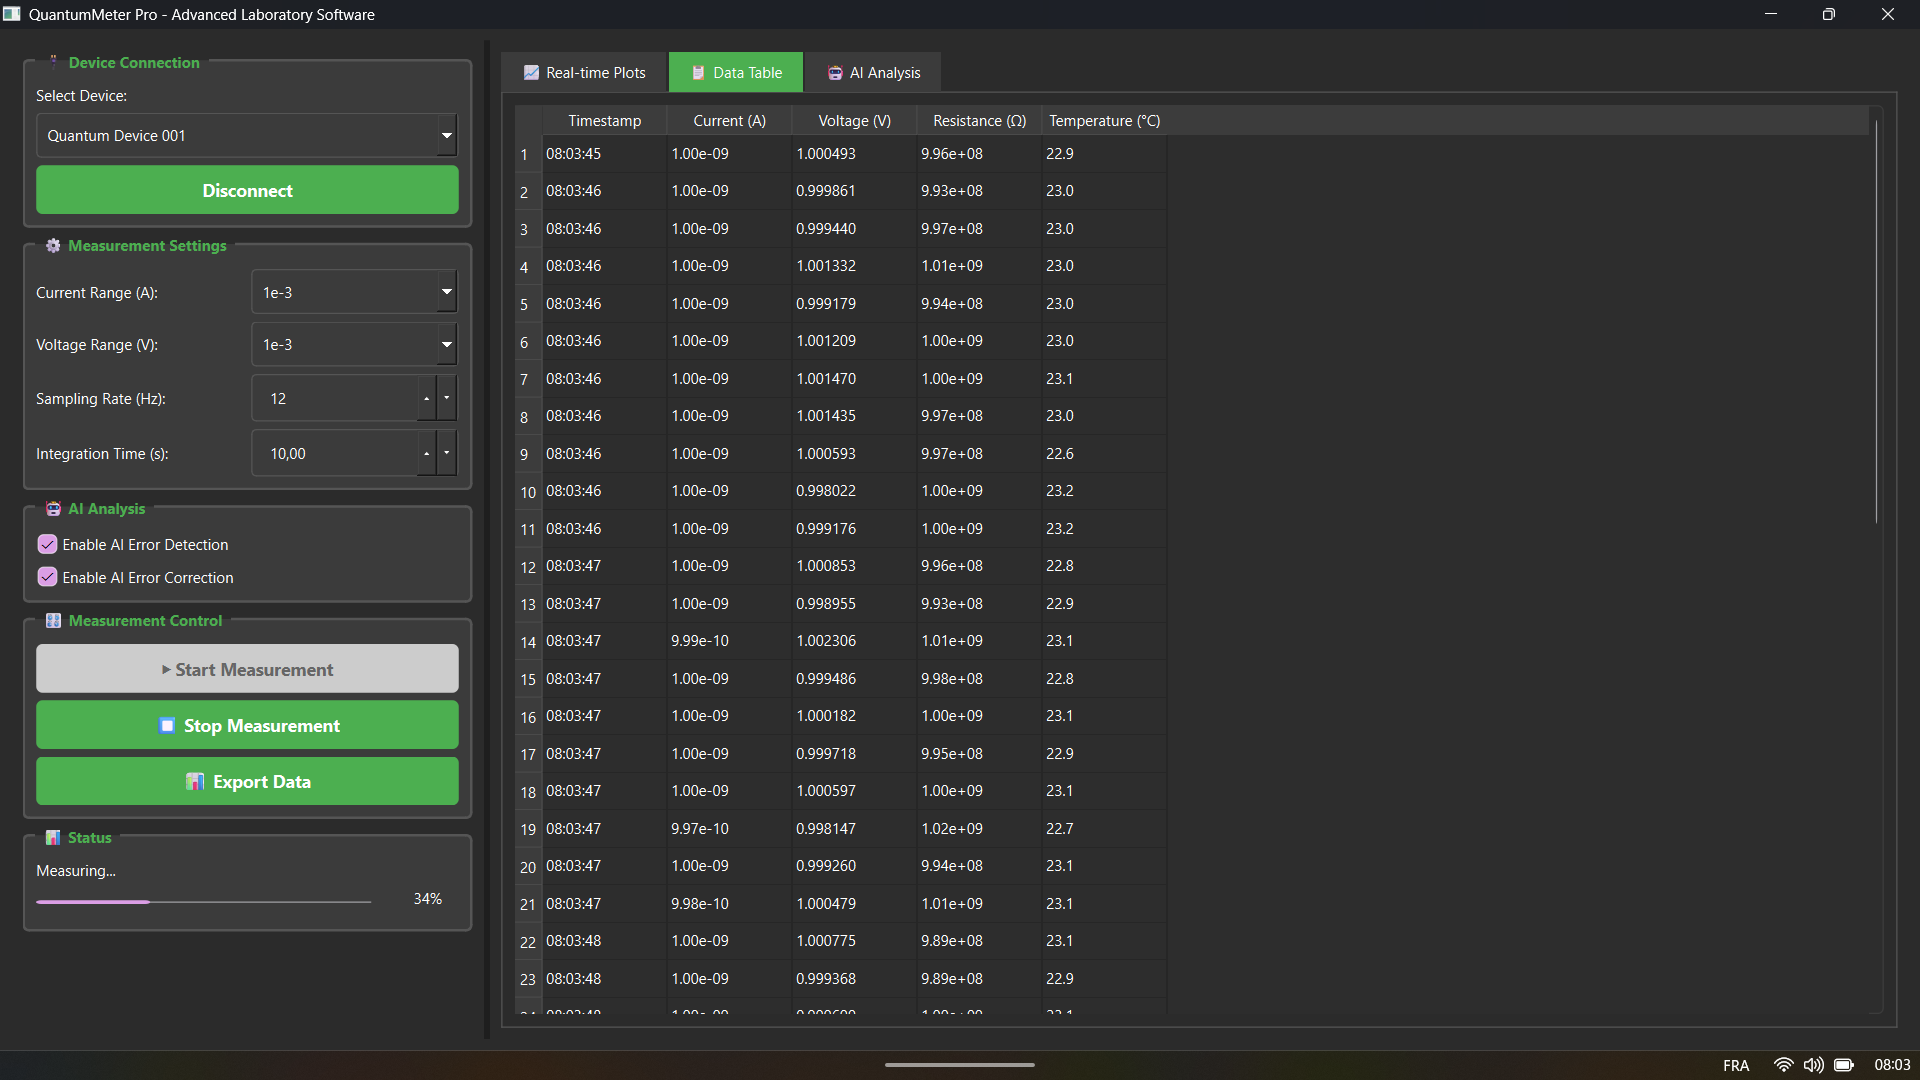 QuantumMeter Pro - Advanced Laboratory Software
Device Connection
Select Device:
Quantum Device 001
Disconnect
Measurement Settings
Current Range (A): 1e-3
Voltage Range (V): 1e-3
Sampling Rate (Hz): 12
Integration Time (s): 10,00
AI Analysis
Enable AI Error Detection
Enable AI Error Correction
Measurement Control
Start Measurement
Stop Measurement
Export Data
Status
Measuring...
34%
Real-time Plots Data Table AI Analysis
Timestamp Current (A) Voltage (V) Resistance (Ω) Temperature (°C)
1 08:03:45 1.00e-09 1.000493 9.96e+08 22.9
2 08:03:46 1.00e-09 0.999861 9.93e+08 23.0
3 08:03:46 1.00e-09 0.999440 9.97e+08 23.0
4 08:03:46 1.00e-09 1.001332 1.01e+09 23.0
5 08:03:46 1.00e-09 0.999179 9.94e+08 23.0
6 08:03:46 1.00e-09 1.001209 1.00e+09 23.0
7 08:03:46 1.00e-09 1.001470 1.00e+09 23.1
8 08:03:46 1.00e-09 1.001435 9.97e+08 23.0
9 08:03:46 1.00e-09 1.000593 9.97e+08 22.6
10 08:03:46 1.00e-09 0.998022 1.00e+09 23.2
11 08:03:46 1.00e-09 0.999176 1.00e+09 23.2
12 08:03:47 1.00e-09 1.000853 9.96e+08 22.8
13 08:03:47 1.00e-09 0.998955 9.93e+08 22.9
14 08:03:47 9.99e-10 1.002306 1.01e+09 23.1
15 08:03:47 1.00e-09 0.999486 9.98e+08 22.8
16 08:03:47 1.00e-09 1.000182 1.00e+09 23.1
17 08:03:47 1.00e-09 0.999718 9.95e+08 22.9
18 08:03:47 1.00e-09 1.000597 1.00e+09 23.1
19 08:03:47 9.97e-10 0.998147 1.02e+09 22.7
20 08:03:47 1.00e-09 0.999260 9.94e+08 23.1
21 08:03:47 9.98e-10 1.000479 1.01e+09 23.1
22 08:03:48 1.00e-09 1.000775 9.89e+08 23.1
23 08:03:48 1.00e-09 0.999368 9.89e+08 22.9
FRA 08:03